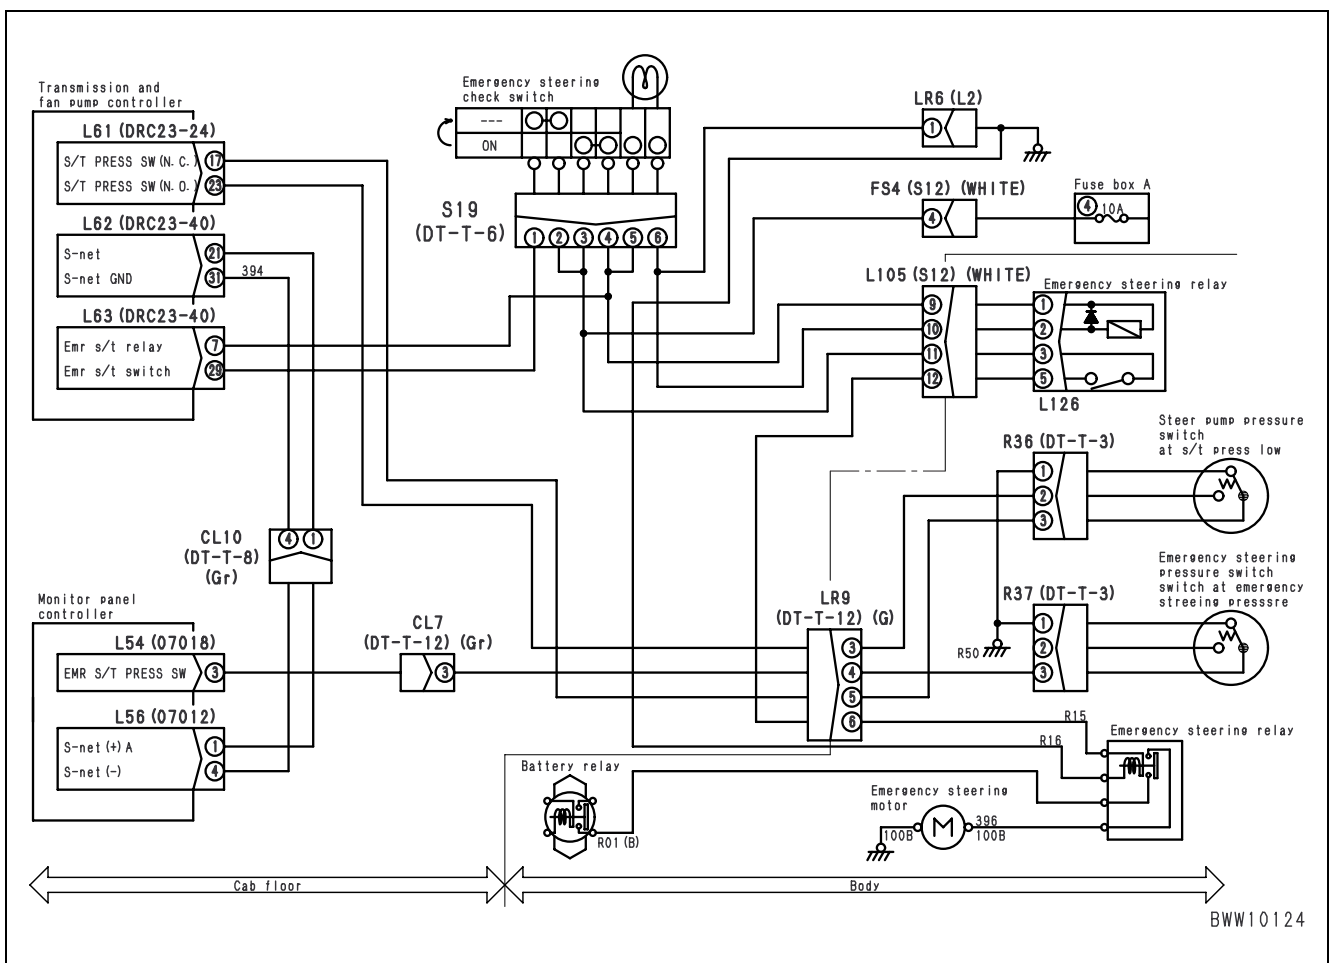 Transmission and
fan pump controller
L61 (DRC23-24)
S/T PRESS SW(N.C.) 17
S/T PRESS SW(N.O.) 23
L62 (DRC23-40)
S-net 21
S-net GND 31 394
L63 (DRC23-40)
Emr s/t relay 7
Emr s/t switch 29
Emergency steering
check switch
---
ON
S19
(DT-T-6)
1 2 3 4 5 6
LR6 (L2)
1
FS4 (S12) (WHITE)
4
Fuse box A
4 10A
L105 (S12) (WHITE)
9
10
11
12
Emergency steering relay
1
2
3
5
L126
Steer pump pressure
switch
at s/t press low
R36 (DT-T-3)
1
2
3
Emergency steering
pressure switch
switch at emergency
streeing presssre
R37 (DT-T-3)
1
2
3
R50
CL10
(DT-T-8)
(Gr)
4 1
Monitor panel
controller
L54 (07018)
EMR S/T PRESS SW 3
L56 (07012)
S-net (+) A 1
S-net (-) 4
CL7
(DT-T-12) (Gr)
3
LR9
(DT-T-12) (G)
3
4
5
6
R15
R16
Emergency steering relay
Battery relay
R01 (B)
Emergency steering
motor
M
100B
396
100B
Cab floor
Body
BWW10124